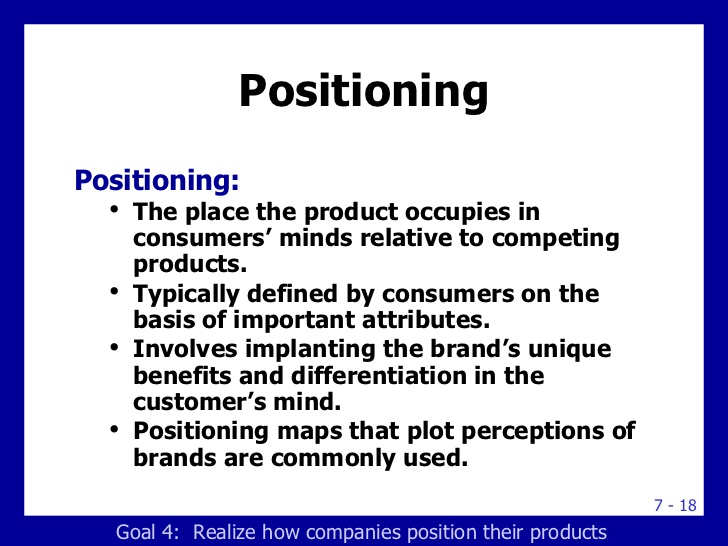 Positioning
Positioning:
• The place the product occupies in
consumers’ minds relative to competing
products.
• Typically defined by consumers on the
basis of important attributes.
• Involves implanting the brand’s unique
benefits and differentiation in the
customer’s mind.
• Positioning maps that plot perceptions of
brands are commonly used.
7 - 18
Goal 4:  Realize how companies position their products